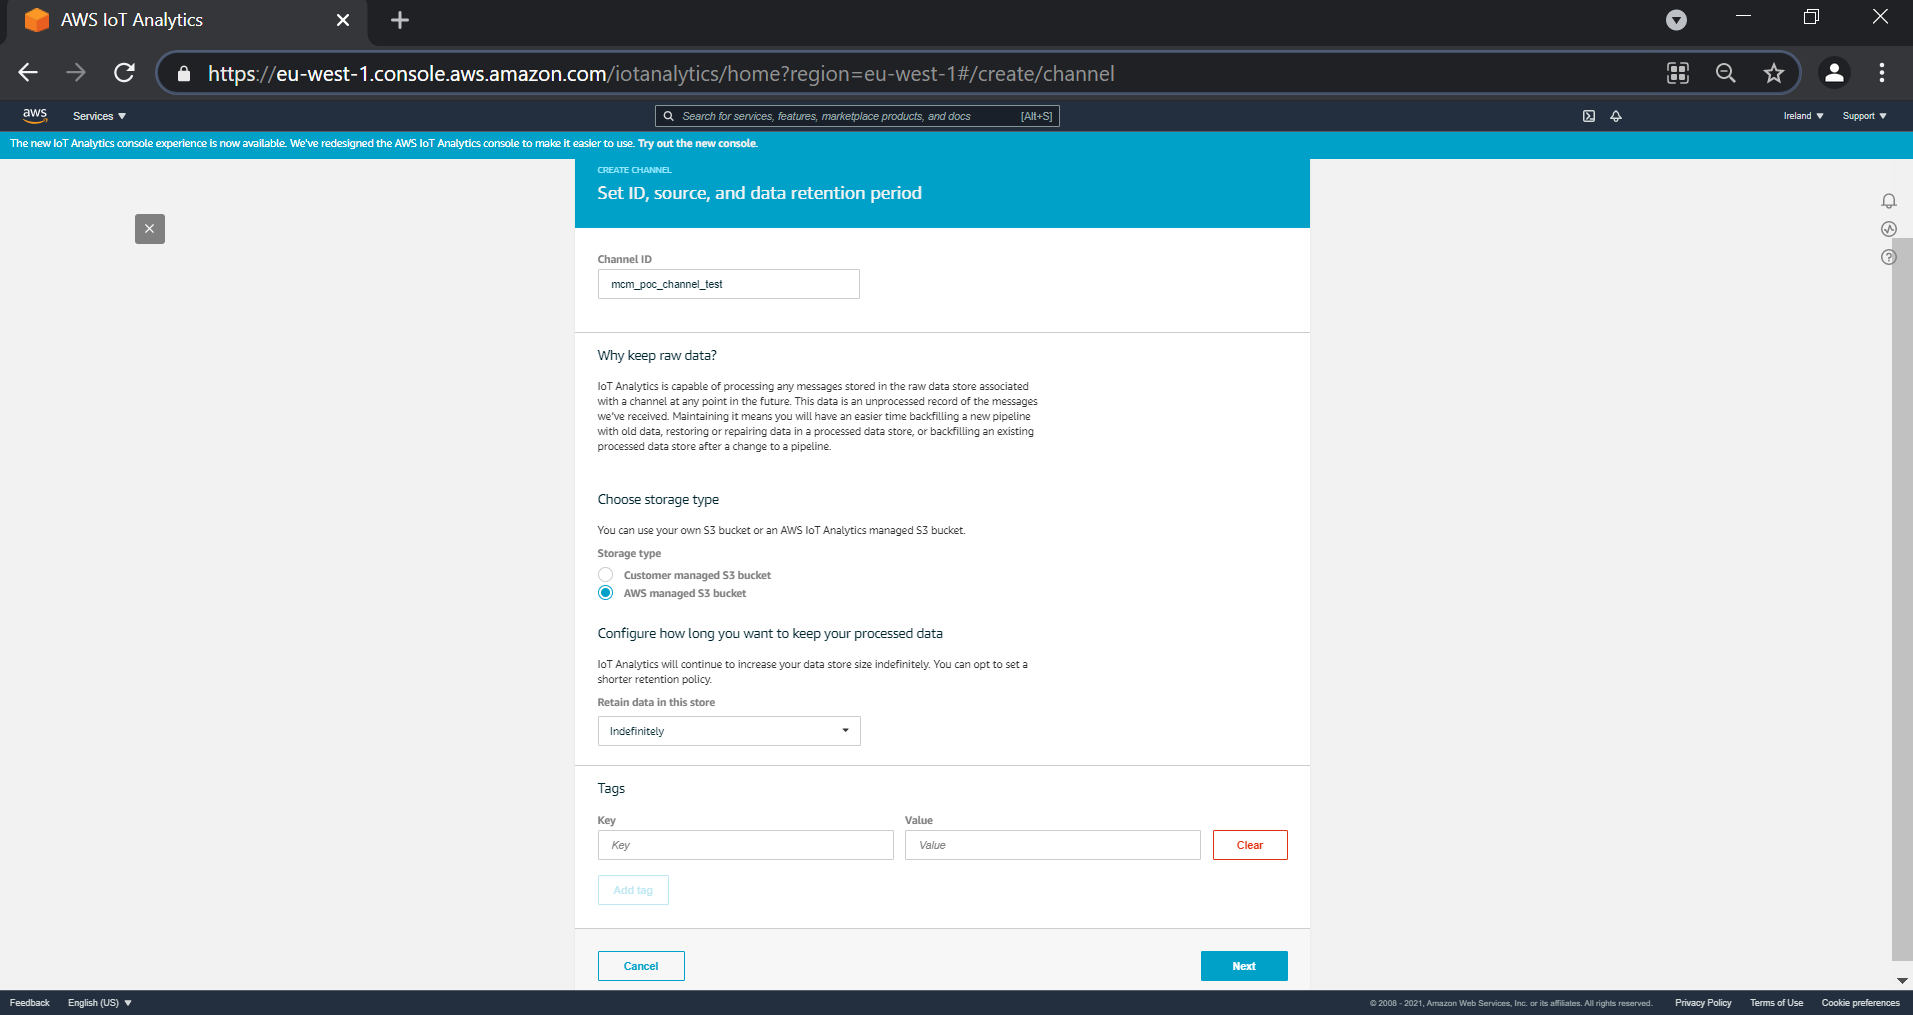 AWS IoT Analytics
https://eu-west-1.console.aws.amazon.com/iotanalytics/home?region=eu-west-1#/create/channel
aws Services Search for services, features, marketplace products, and docs [Alt+S] Ireland Support
The new IoT Analytics console experience is now available. We've redesigned the AWS IoT Analytics console to make it easier to use. Try out the new console.
CREATE CHANNEL
Set ID, source, and data retention period
Channel ID
mcm_poc_channel_test
Why keep raw data?
IoT Analytics is capable of processing any messages stored in the raw data store associated
with a channel at any point in the future. This data is an unprocessed record of the messages
we've received. Maintaining it means you will have an easier time backfilling a new pipeline
with old data, restoring or repairing data in a processed data store, or backfilling an existing
processed data store after a change to a pipeline.
Choose storage type
You can use your own S3 bucket or an AWS IoT Analytics managed S3 bucket.
Storage type
Customer managed S3 bucket
AWS managed S3 bucket
Configure how long you want to keep your processed data
IoT Analytics will continue to increase your data store size indefinitely. You can opt to set a
shorter retention policy.
Retain data in this store
Indefinitely
Tags
Key Value
Key Value Clear
Add tag
Cancel Next
Feedback English (US) © 2008 - 2021, Amazon Web Services, Inc. or its affiliates. All rights reserved. Privacy Policy Terms of Use Cookie preferences